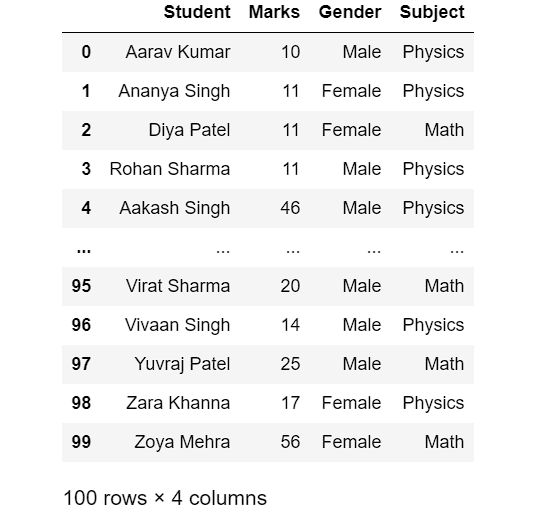 Student Marks Gender Subject
0 Aarav Kumar 10 Male Physics
1 Ananya Singh 11 Female Physics
2 Diya Patel 11 Female Math
3 Rohan Sharma 11 Male Physics
4 Aakash Singh 46 Male Physics
... ... ... ... ...
95 Virat Sharma 20 Male Math
96 Vivaan Singh 14 Male Physics
97 Yuvraj Patel 25 Male Math
98 Zara Khanna 17 Female Physics
99 Zoya Mehra 56 Female Math
100 rows × 4 columns